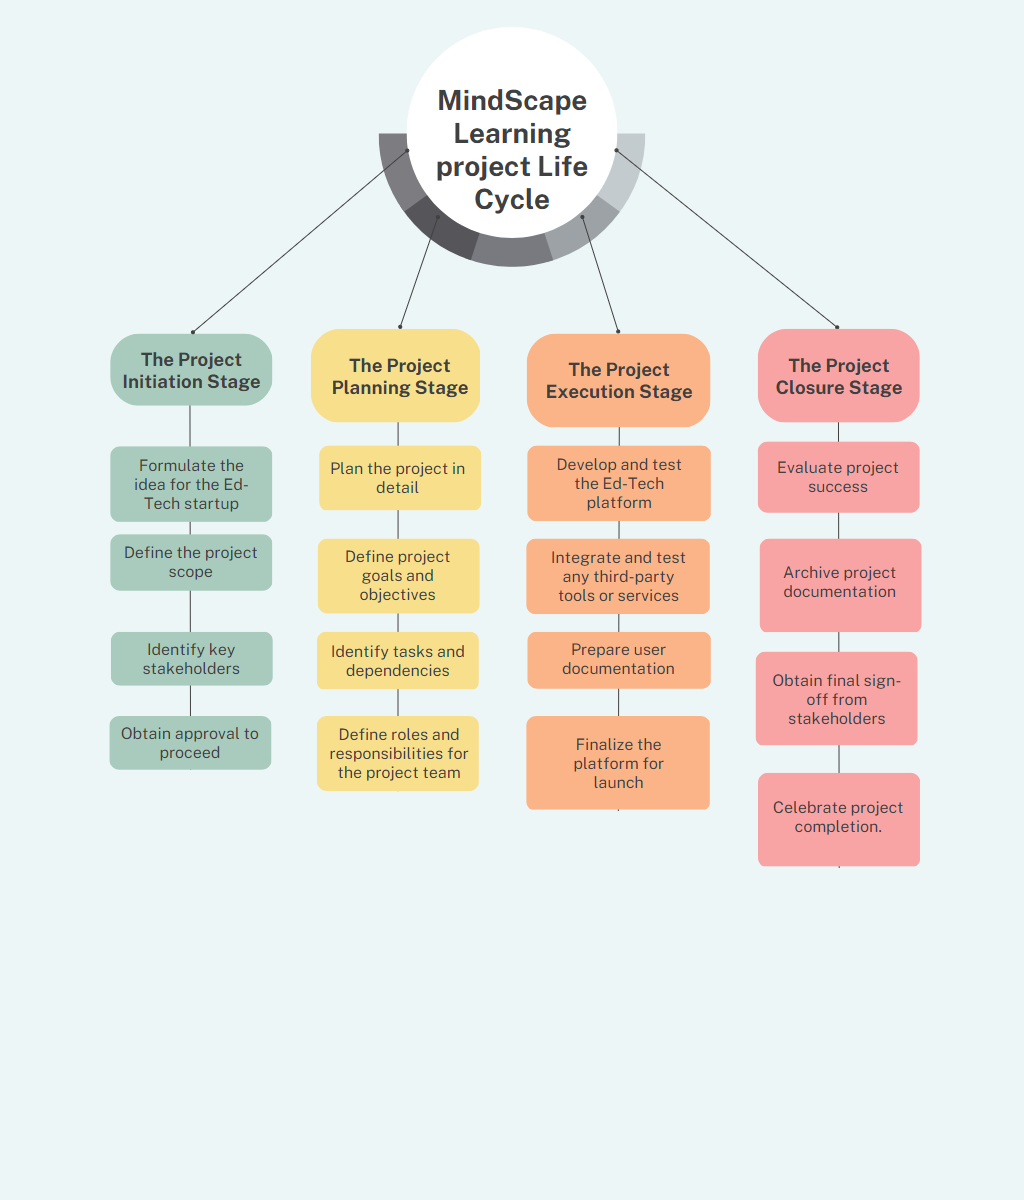 MindScape
Learning
project Life
Cycle
The Project
Initiation Stage
Formulate the
idea for the Ed-
Tech startup
Define the project
scope
Identify key
stakeholders
Obtain approval to
proceed
The Project
Planning Stage
Plan the project in
detail
Define project
goals and
objectives
Identify tasks and
dependencies
Define roles and
responsibilities for
the project team
The Project
Execution Stage
Develop and test
the Ed-Tech
platform
Integrate and test
any third-party
tools or services
Prepare user
documentation
Finalize the
platform for
launch
The Project
Closure Stage
Evaluate project
success
Archive project
documentation
Obtain final sign-
off from
stakeholders
Celebrate project
completion.